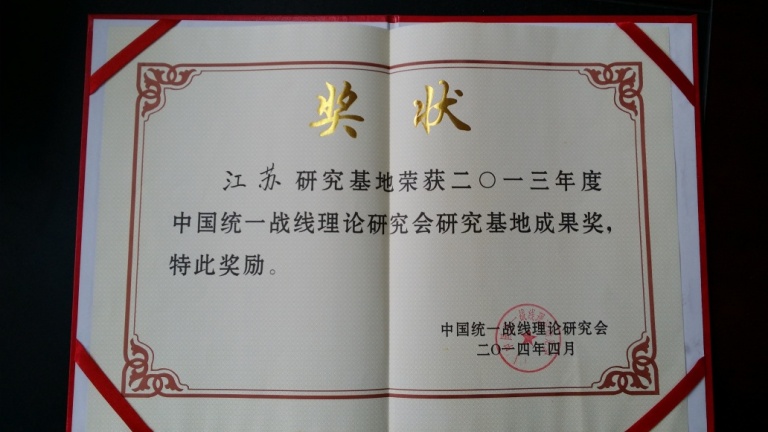 奖状
江苏 研究基地荣获二〇一三年度
中国统一战线理论研究会研究基地成果奖，
特此奖励。
中国统一战线理论研究会
二〇一四年四月